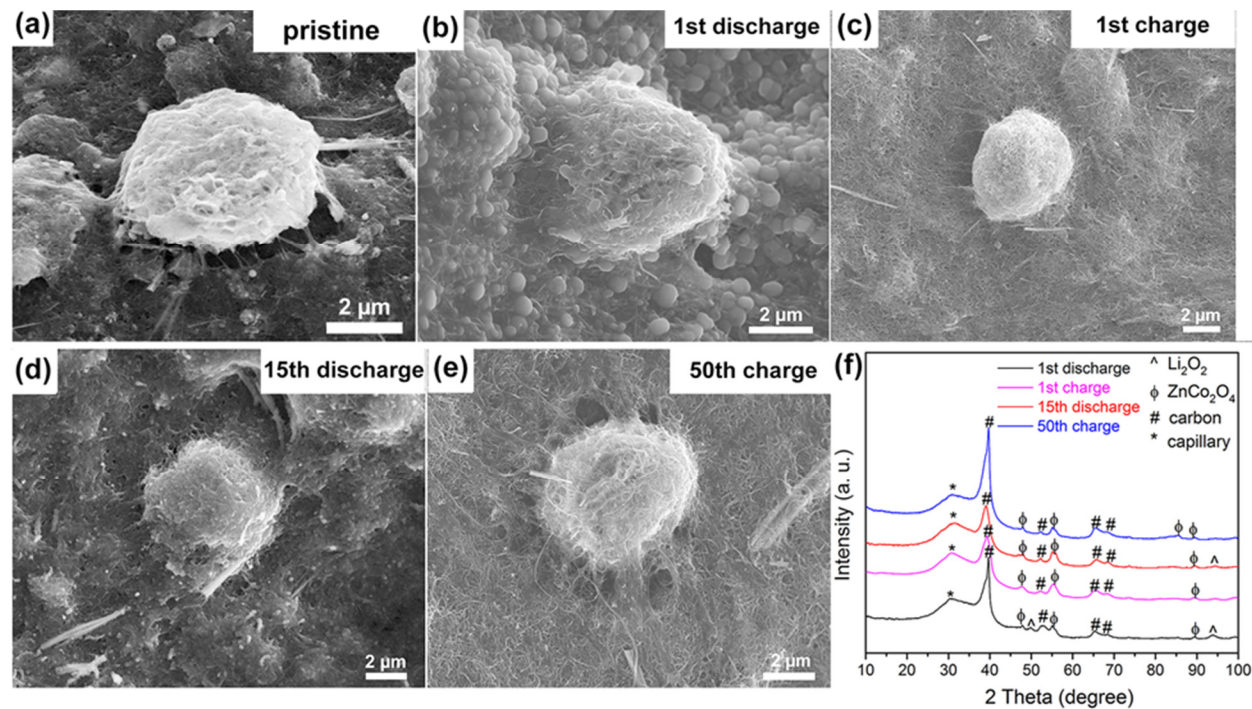 (a)
pristine
2 µm
(b)
1st discharge
2 µm
(c)
1st charge
2 µm
(d)
15th discharge
2 µm
(e)
50th charge
2 µm
(f)
1st discharge
1st charge
15th discharge
50th charge
^ Li₂O₂
ϕ ZnCo₂O₄
# carbon
* capillary
Intensity (a. u.)
* # ϕ # ϕ # # ϕ ϕ
* # ϕ # ϕ # # ϕ ^
* # ϕ # ϕ # # ϕ
* # ϕ ^ # ϕ # # ϕ ^
10 20 30 40 50 60 70 80 90 100
2 Theta (degree)